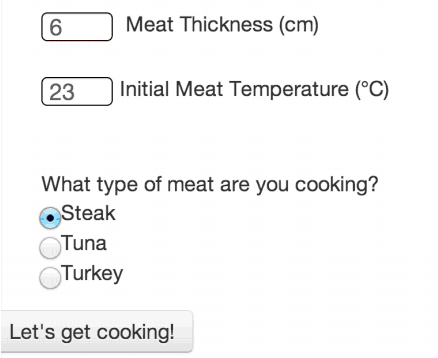 6 Meat Thickness (cm)
23 Initial Meat Temperature (°C)
What type of meat are you cooking?
Steak
Tuna
Turkey
Let's get cooking!